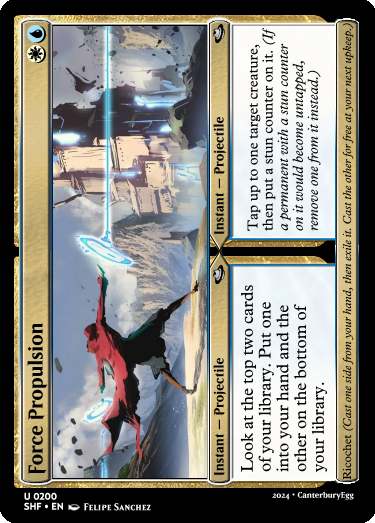 Force Propulsion
Instant — Projectile
Look at the top two cards
of your library. Put one
into your hand and the
other on the bottom of
your library.
Instant — Projectile
Tap up to one target creature,
then put a stun counter on it. (If
a permanent with a stun counter
on it would become untapped,
remove one from it instead.)
Ricochet (Cast one side from your hand, then exile it. Cast the other for free at your next upkeep.)
U 0200
SHF • EN Felipe Sanchez
2024 • CanterburyEgg